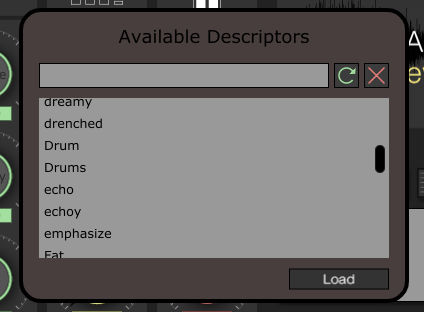 Available Descriptors
dreamy
drenched
Drum
Drums
echo
echoy
emphasize
Fat
Load